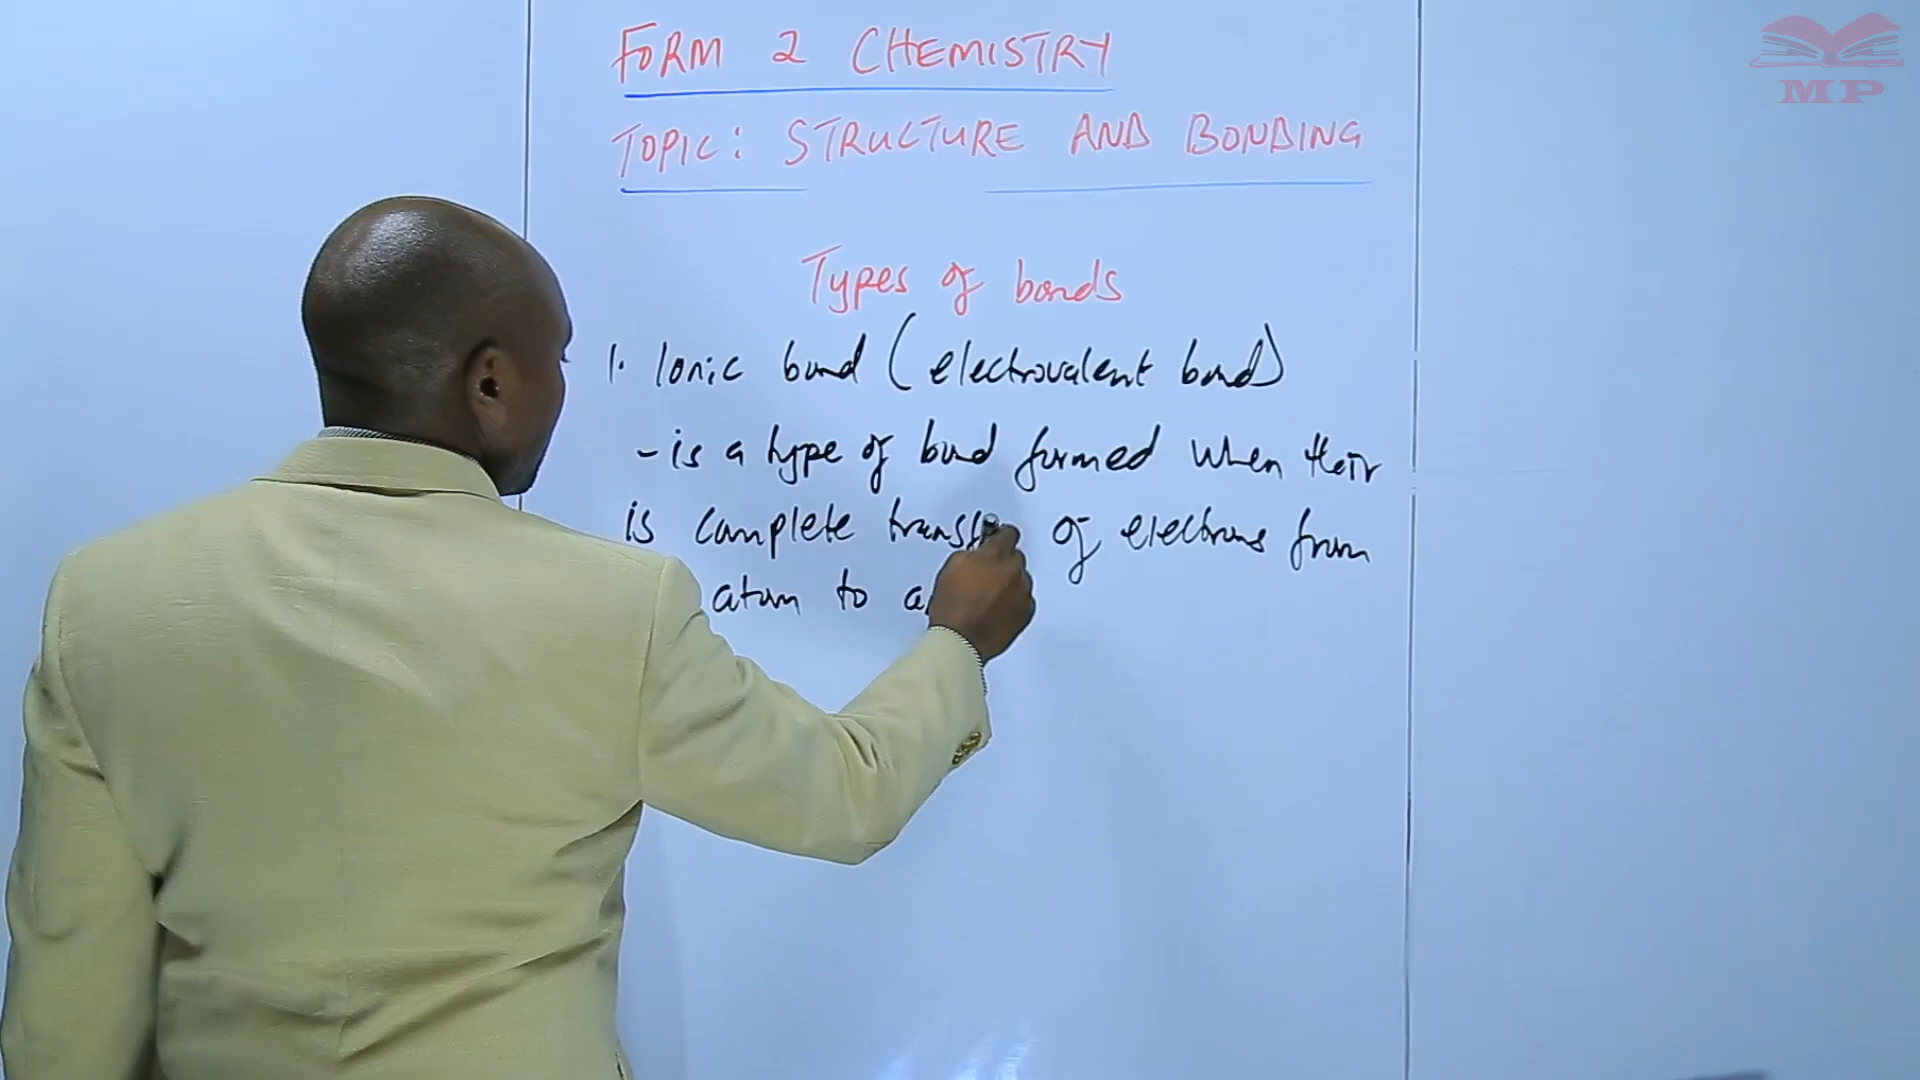 FORM 2 CHEMISTRY
TOPIC: STRUCTURE AND BONDING
Types of bonds
1. Ionic bond (electrovalent bond)
- is a type of bond formed when their
is complete of electrons from
atom to
MP